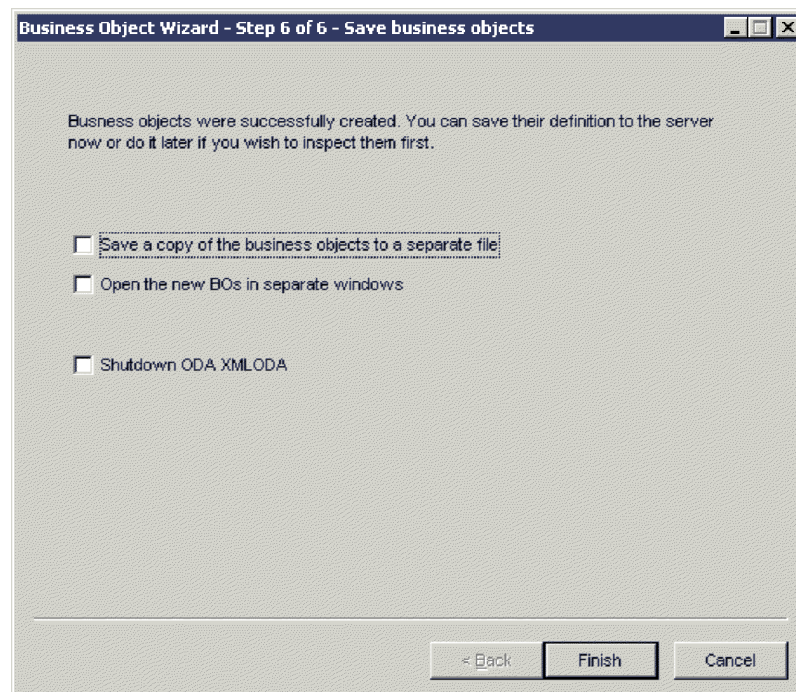 Business Object Wizard - Step 6 of 6 - Save business objects
Busness objects were successfully created. You can save their definition to the server
now or do it later if you wish to inspect them first.
Save a copy of the business objects to a separate file
Open the new BOs in separate windows
Shutdown ODA XMLODA
< Back
Finish
Cancel